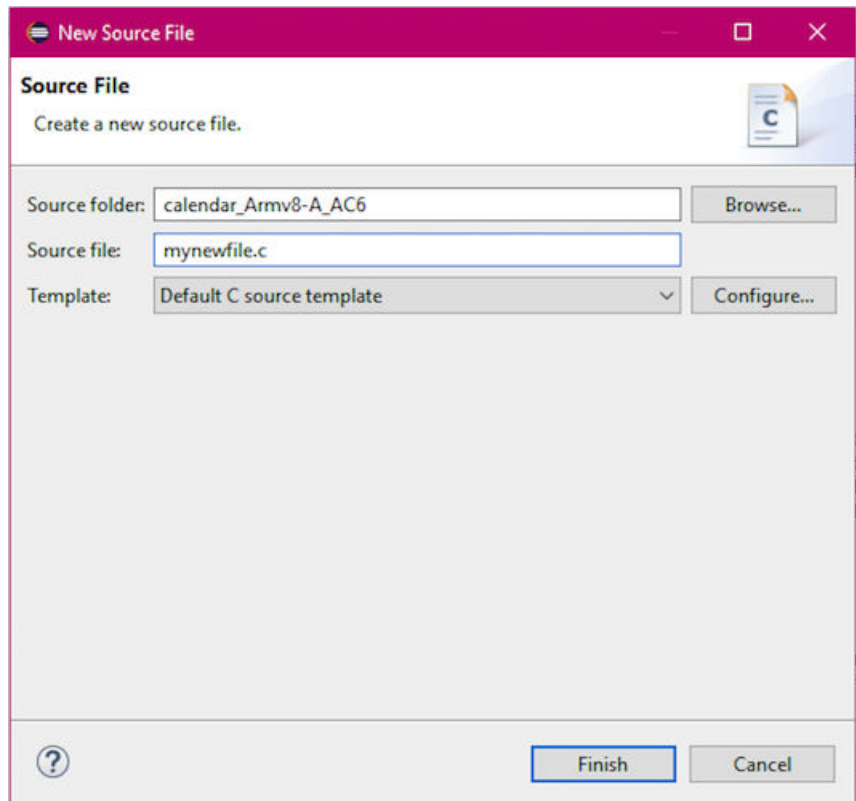 New Source File
Source File
Create a new source file.
C
Source folder: calendar_Armv8-A_AC6 Browse...
Source file: mynewfile.c
Template: Default C source template Configure...
? Finish Cancel